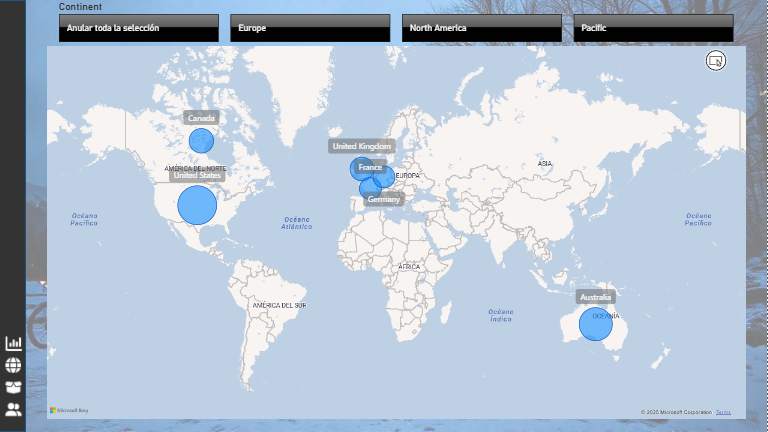 Continent
Anular toda la selección
Europe
North America
Pacific
Canada
United Kingdom
AMÉRICA DEL NORTE
France
ASIA
United States
EUROPA
Germany
Océano
Pacífico
Océano
Atlántico
Océano
Pacífico
ÁFRICA
Australia
AMÉRICA DEL SUR
Océano
Índico
OCEANÍA
Microsoft Bing
© 2025 Microsoft Corporation Terms